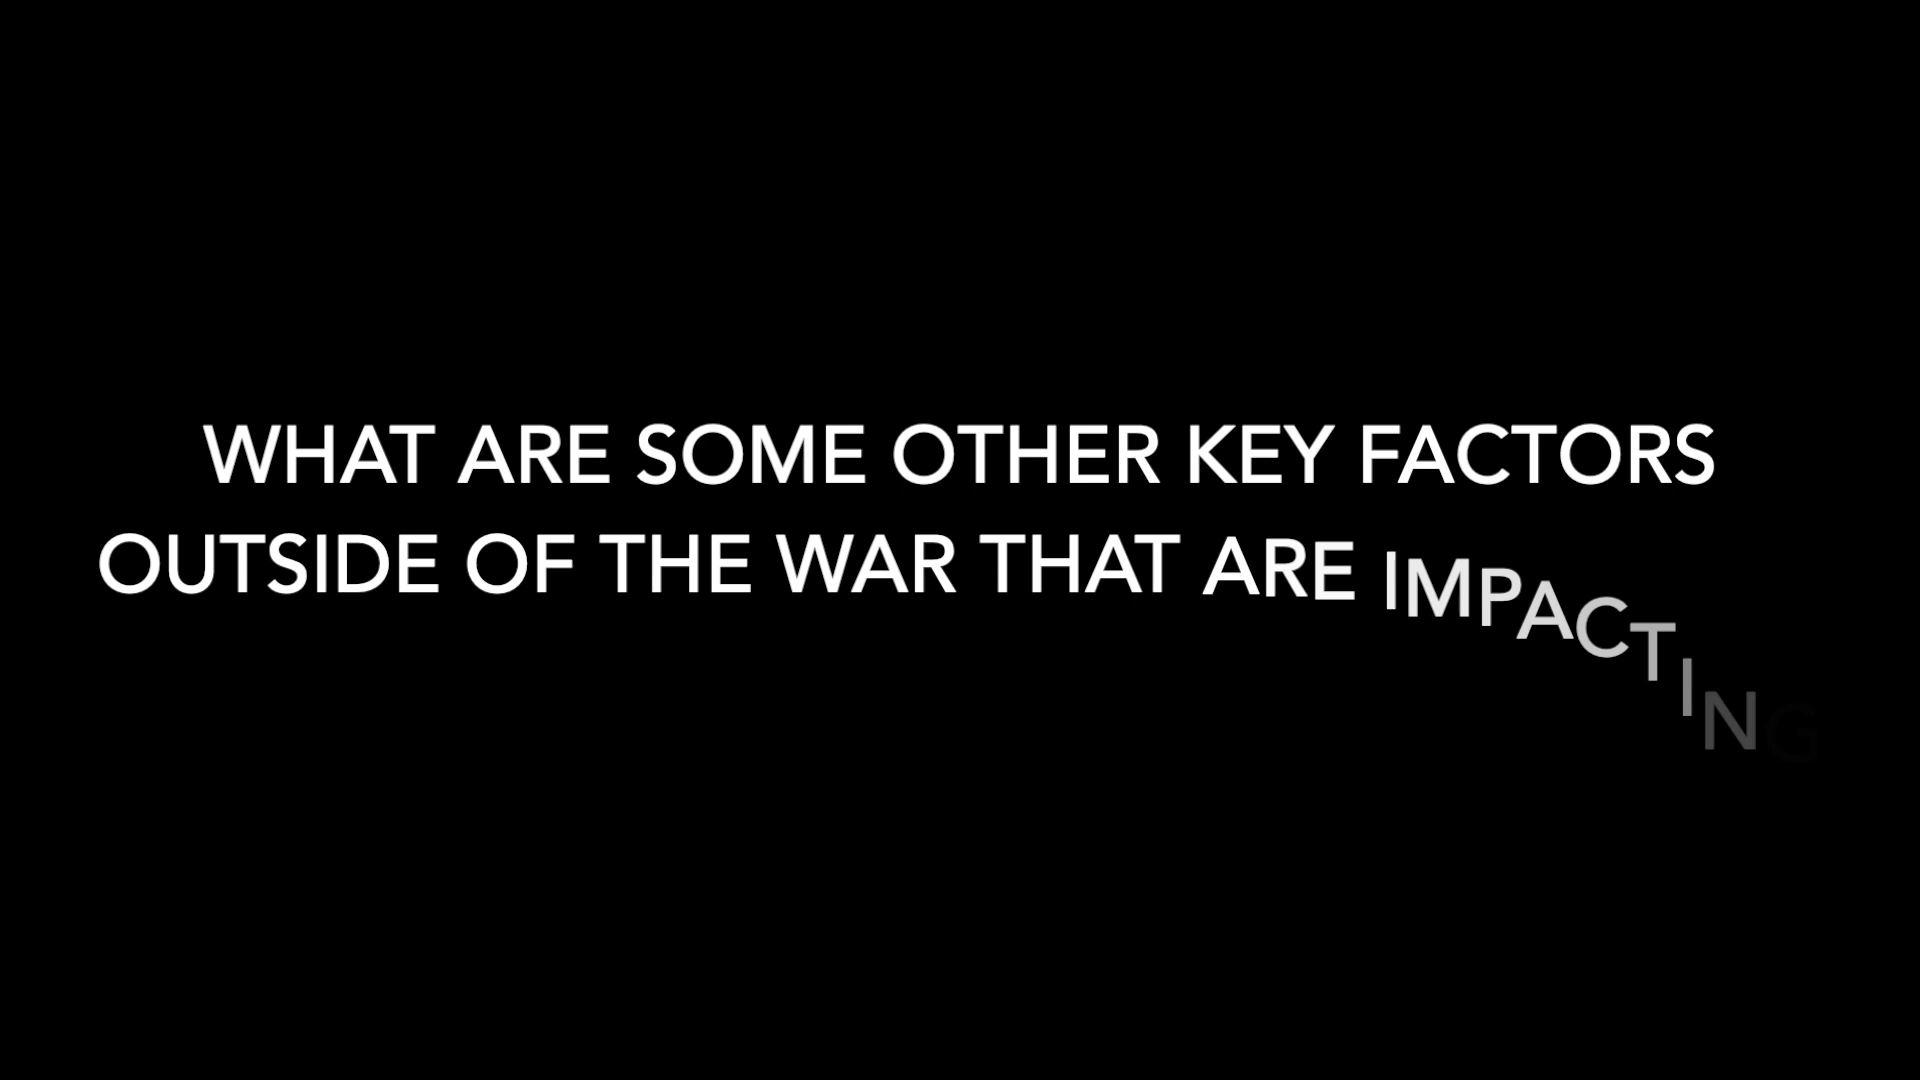 WHAT ARE SOME OTHER KEY FACTORS
OUTSIDE OF THE WAR THAT ARE IMPACTING